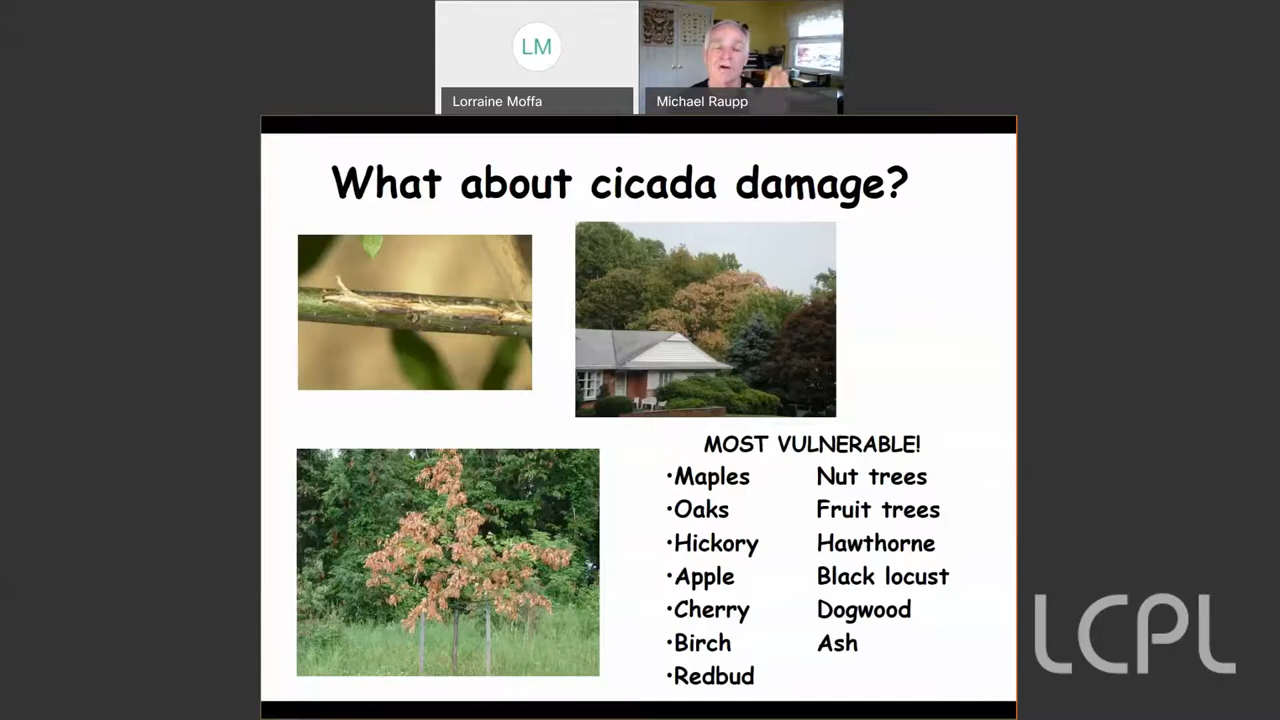 LM
Lorraine Moffa
Michael Raupp
What about cicada damage?
MOST VULNERABLE!
•Maples
•Oaks
•Hickory
•Apple
•Cherry
•Birch
•Redbud
Nut trees
Fruit trees
Hawthorne
Black locust
Dogwood
Ash
LCPL